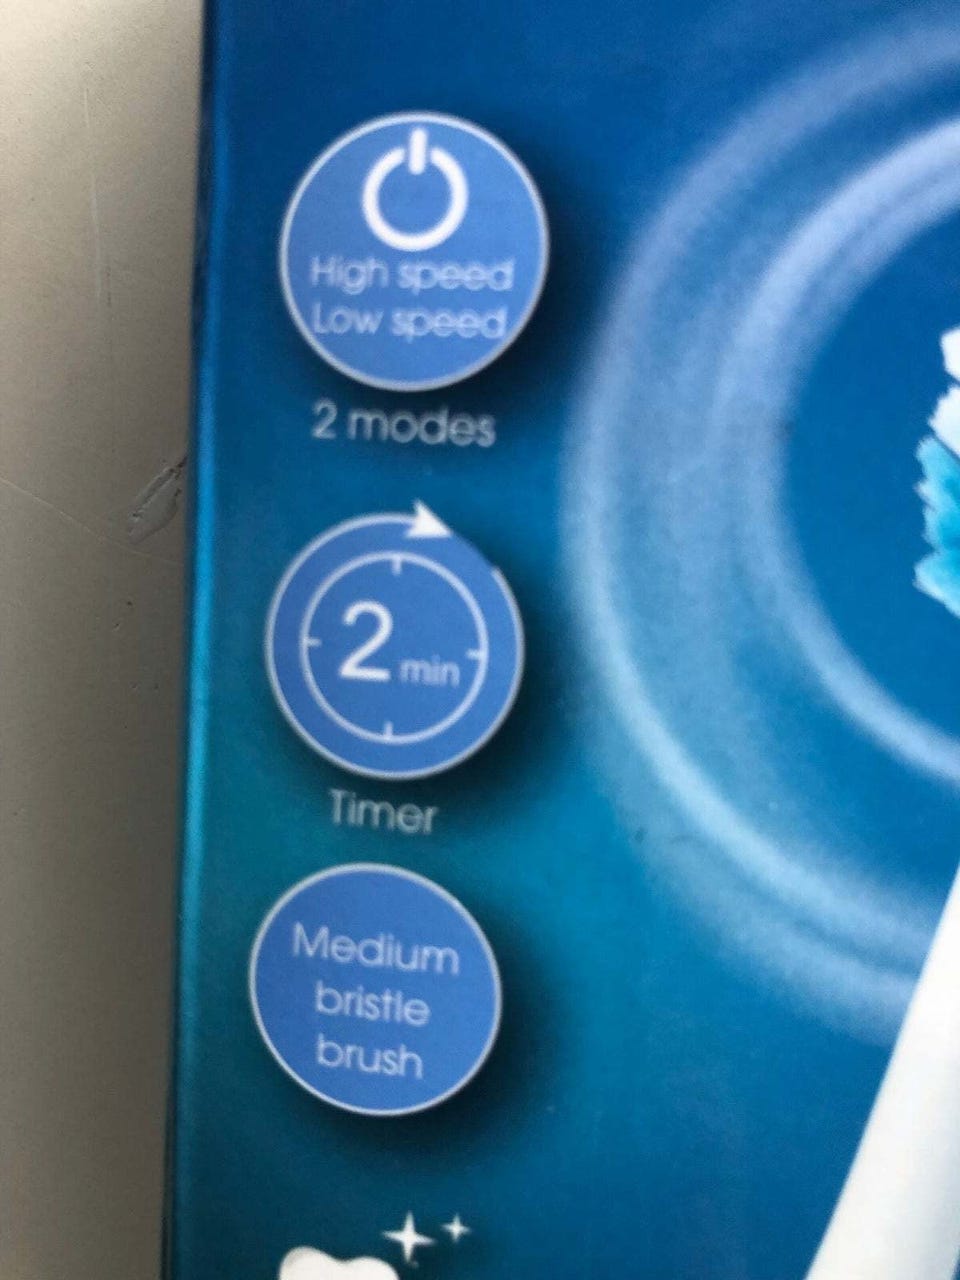 High speed
Low speed
2 modes
2 min
Timer
Medium
bristle
brush